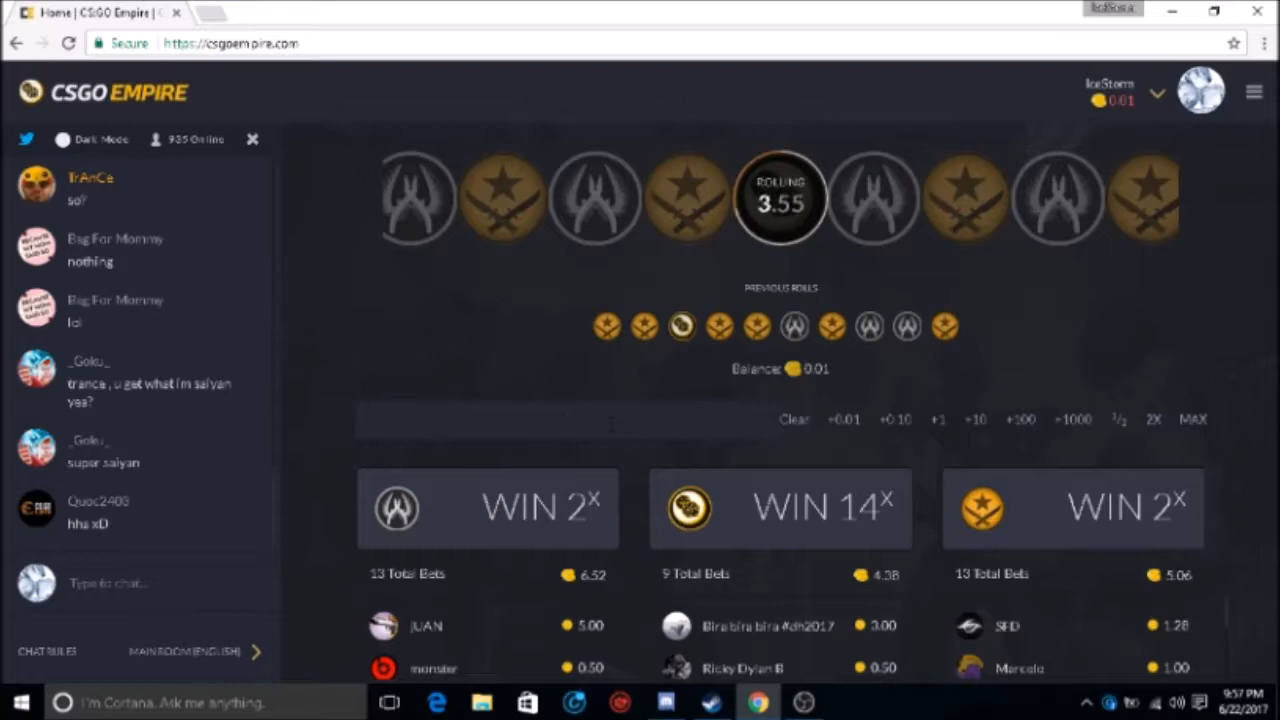 Home | CS:GO Empire |
Secure https://csgoempire.com
CSGO EMPIRE
IceStorm
0.01
Dark Mode 935 Online
TrAnCe
so?
Bag For Mommy
nothing
Bag For Mommy
lol
_Goku_
trance , u get what i'm saiyan
yea?
_Goku_
super saiyan
Quoc2403
hha xD
Type to chat...
CHAT RULES MAIN ROOM (ENGLISH)
ROLLING
3.55
PREVIOUS ROLLS
Balance: 0.01
Clear +0.01 +0.10 +1 +10 +100 +1000 1/2 2X MAX
WIN 2X WIN 14X WIN 2X
13 Total Bets 6.52 9 Total Bets 4.38 13 Total Bets 5.06
JUAN 5.00 Bira bira bira #dh2017 3.00 SFD 1.28
monster 0.50 Ricky Dylan B 0.50 Marcelo 1.00
I'm Cortana. Ask me anything.
9:57 PM
6/22/2017